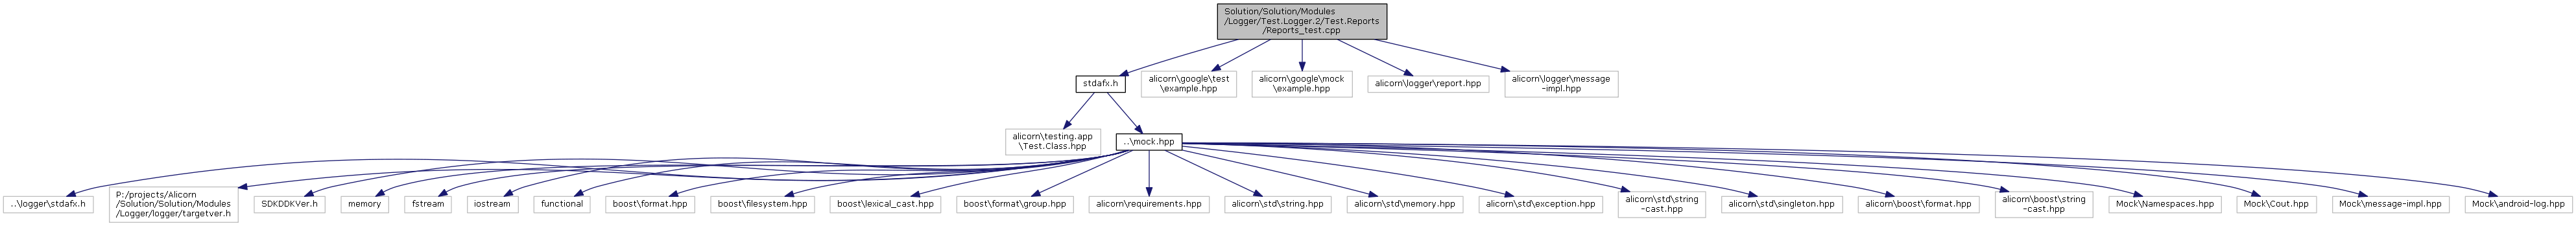 Solution/Solution/Modules
/Logger/Test.Logger.2/Test.Reports
/Reports_test.cpp
stdafx.h
alicorn\google\test
\example.hpp
alicorn\google\mock
\example.hpp
alicorn\logger\report.hpp
alicorn\logger\message
-impl.hpp
alicorn\testing.app
\Test.Class.hpp
..\mock.hpp
..\logger\stdafx.h
P:/projects/Alicorn
/Solution/Solution/Modules
/Logger/logger/targetver.h
SDKDDKVer.h
memory
fstream
iostream
functional
boost\format.hpp
boost\filesystem.hpp
boost\lexical_cast.hpp
boost\format\group.hpp
alicorn\requirements.hpp
alicorn\std\string.hpp
alicorn\std\memory.hpp
alicorn\std\exception.hpp
alicorn\std\string
-cast.hpp
alicorn\std\singleton.hpp
alicorn\boost\format.hpp
alicorn\boost\string
-cast.hpp
Mock\Namespaces.hpp
Mock\Cout.hpp
Mock\message-impl.hpp
Mock\android-log.hpp